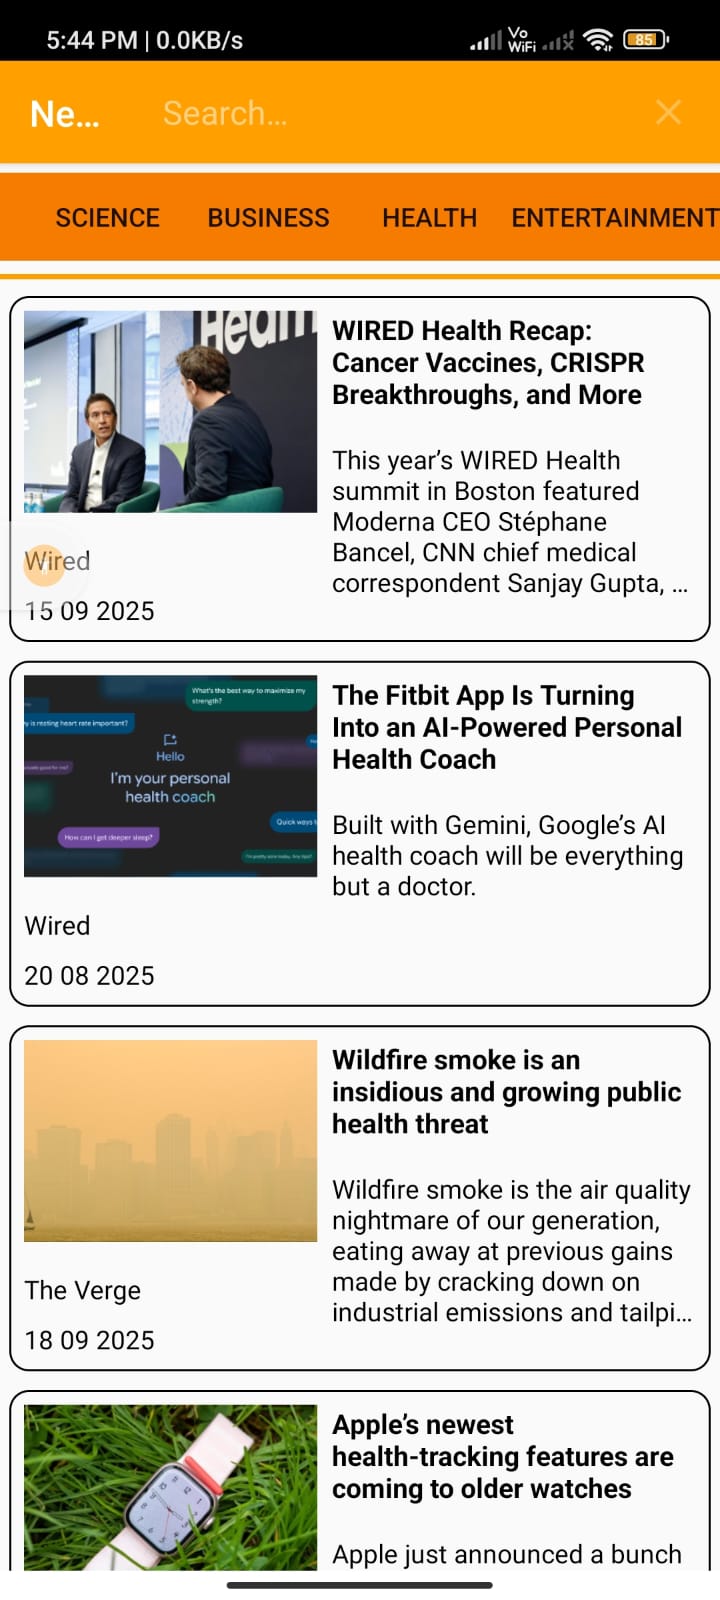 5:44 PM | 0.0KB/s
Vo
WiFi
85
Ne...
Search...
SCIENCE
BUSINESS
HEALTH
ENTERTAINMENT
WIRED Health Recap:
Cancer Vaccines, CRISPR
Breakthroughs, and More
This year's WIRED Health
summit in Boston featured
Moderna CEO Stéphane
Bancel, CNN chief medical
correspondent Sanjay Gupta, ...
Wired
15 09 2025
What's the best way to maximize my
strength?
y is resting heart rate important?
Hello
I'm your personal
health coach
Quick ways t
How can I get deeper sleep?
The Fitbit App Is Turning
Into an AI-Powered Personal
Health Coach
Built with Gemini, Google's AI
health coach will be everything
but a doctor.
Wired
20 08 2025
Wildfire smoke is an
insidious and growing public
health threat
Wildfire smoke is the air quality
nightmare of our generation,
eating away at previous gains
made by cracking down on
industrial emissions and tailpi...
The Verge
18 09 2025
Apple's newest
health-tracking features are
coming to older watches
Apple just announced a bunch